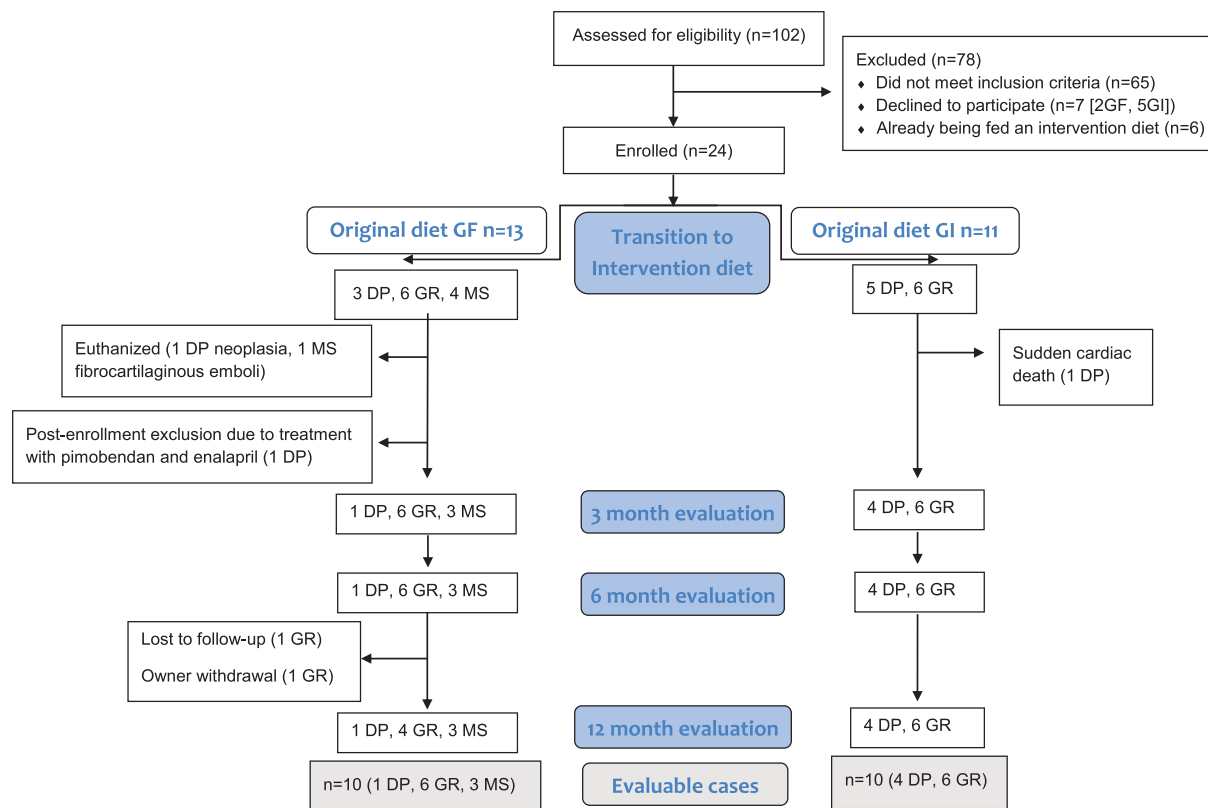 Assessed for eligibility (n=102)
Excluded (n=78)
♦ Did not meet inclusion criteria (n=65)
♦ Declined to participate (n=7 [2GF, 5GI])
♦ Already being fed an intervention diet (n=6)
Enrolled (n=24)
Original diet GF n=13
Transition to
Intervention diet
Original diet GI n=11
3 DP, 6 GR, 4 MS
5 DP, 6 GR
Euthanized (1 DP neoplasia, 1 MS
fibrocartilaginous emboli)
Sudden cardiac
death (1 DP)
Post-enrollment exclusion due to treatment
with pimobendan and enalapril (1 DP)
1 DP, 6 GR, 3 MS
3 month evaluation
4 DP, 6 GR
1 DP, 6 GR, 3 MS
6 month evaluation
4 DP, 6 GR
Lost to follow-up (1 GR)
Owner withdrawal (1 GR)
1 DP, 4 GR, 3 MS
12 month evaluation
4 DP, 6 GR
n=10 (1 DP, 6 GR, 3 MS)
Evaluable cases
n=10 (4 DP, 6 GR)